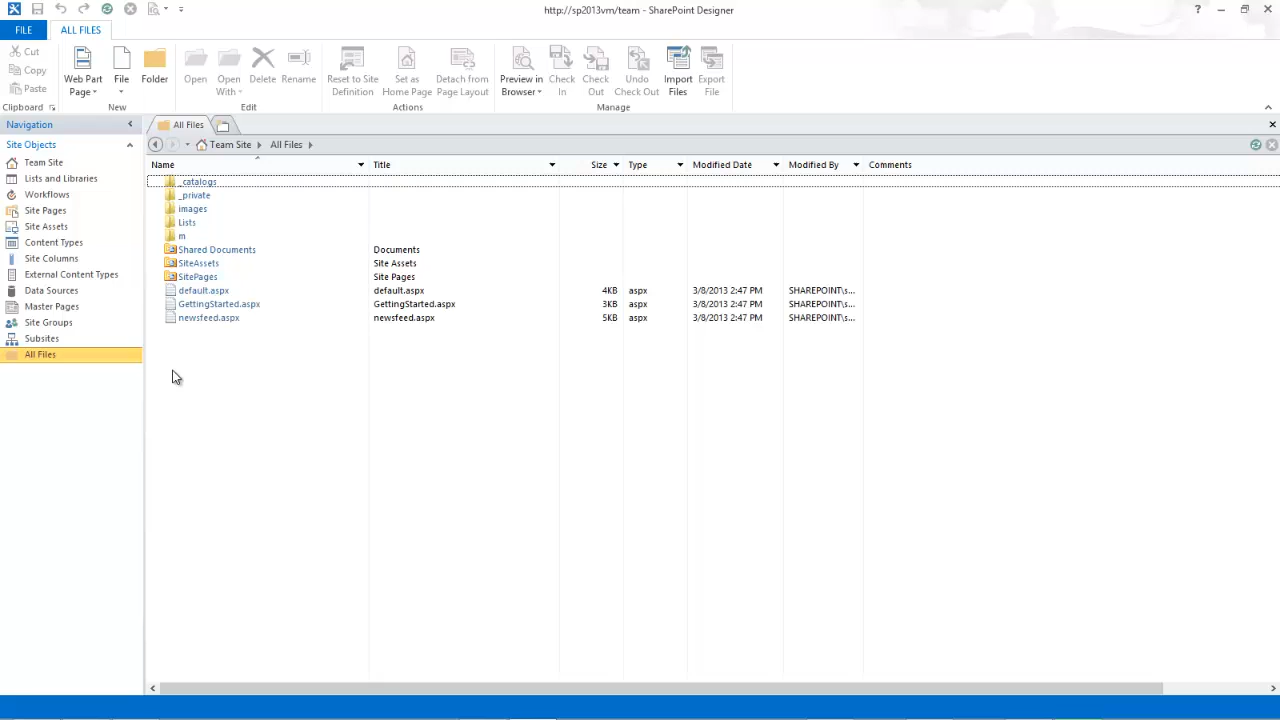 http://sp2013vm/team - SharePoint Designer
?
FILE
ALL FILES
Cut
Copy
Paste
Clipboard
Web Part Page
File
Folder
New
Open
Open With
Delete
Rename
Edit
Reset to Site Definition
Set as Home Page
Detach from Page Layout
Actions
Preview in Browser
Check In
Check Out
Undo Check Out
Import Files
Export File
Manage
Navigation
All Files
Site Objects
Team Site
All Files
Team Site
Lists and Libraries
Workflows
Site Pages
Site Assets
Content Types
Site Columns
External Content Types
Data Sources
Master Pages
Site Groups
Subsites
All Files
Name Title Size Type Modified Date Modified By Comments
_catalogs
_private
images
Lists
m
Shared Documents Documents
SiteAssets Site Assets
SitePages Site Pages
default.aspx default.aspx 4KB aspx 3/8/2013 2:47 PM SHAREPOINT\s...
GettingStarted.aspx GettingStarted.aspx 3KB aspx 3/8/2013 2:47 PM SHAREPOINT\s...
newsfeed.aspx newsfeed.aspx 5KB aspx 3/8/2013 2:47 PM SHAREPOINT\s...